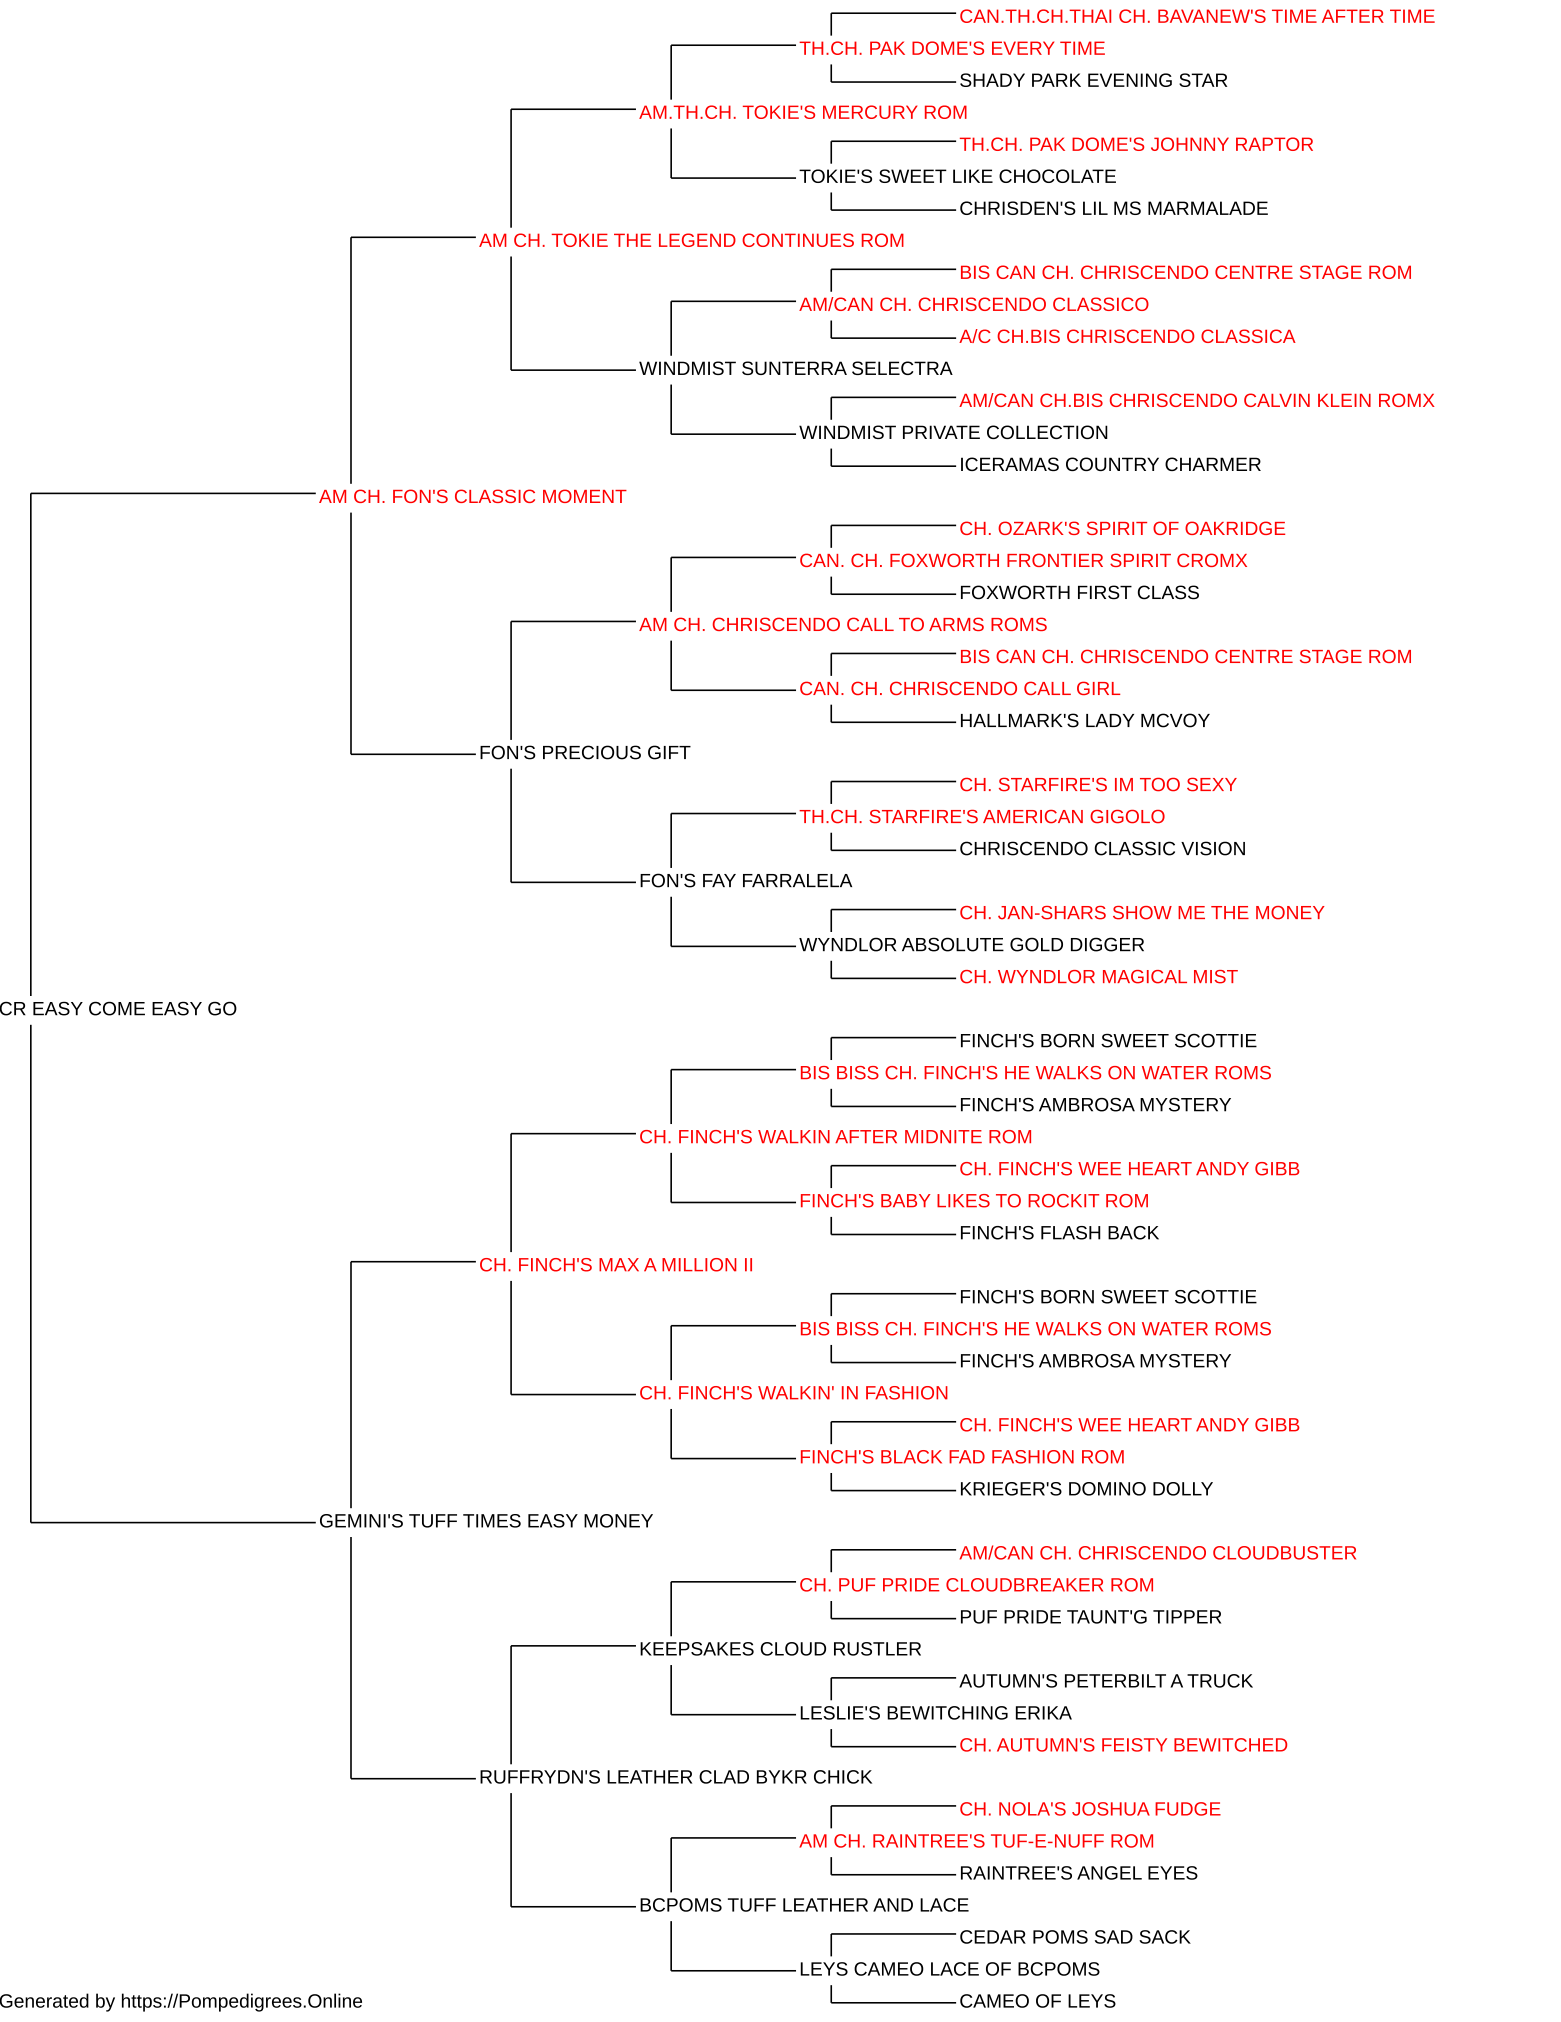 CAN.TH.CH.THAI CH. BAVANEW'S TIME AFTER TIME
TH.CH. PAK DOME'S EVERY TIME
SHADY PARK EVENING STAR
AM.TH.CH. TOKIE'S MERCURY ROM
TH.CH. PAK DOME'S JOHNNY RAPTOR
TOKIE'S SWEET LIKE CHOCOLATE
CHRISDEN'S LIL MS MARMALADE
AM CH. TOKIE THE LEGEND CONTINUES ROM
BIS CAN CH. CHRISCENDO CENTRE STAGE ROM
AM/CAN CH. CHRISCENDO CLASSICO
A/C CH.BIS CHRISCENDO CLASSICA
WINDMIST SUNTERRA SELECTRA
AM/CAN CH.BIS CHRISCENDO CALVIN KLEIN ROMX
WINDMIST PRIVATE COLLECTION
ICERAMAS COUNTRY CHARMER
AM CH. FON'S CLASSIC MOMENT
CH. OZARK'S SPIRIT OF OAKRIDGE
CAN. CH. FOXWORTH FRONTIER SPIRIT CROMX
FOXWORTH FIRST CLASS
AM CH. CHRISCENDO CALL TO ARMS ROMS
BIS CAN CH. CHRISCENDO CENTRE STAGE ROM
CAN. CH. CHRISCENDO CALL GIRL
HALLMARK'S LADY MCVOY
FON'S PRECIOUS GIFT
CH. STARFIRE'S IM TOO SEXY
TH.CH. STARFIRE'S AMERICAN GIGOLO
CHRISCENDO CLASSIC VISION
FON'S FAY FARRALELA
CH. JAN-SHARS SHOW ME THE MONEY
WYNDLOR ABSOLUTE GOLD DIGGER
CH. WYNDLOR MAGICAL MIST
CR EASY COME EASY GO
FINCH'S BORN SWEET SCOTTIE
BIS BISS CH. FINCH'S HE WALKS ON WATER ROMS
FINCH'S AMBROSA MYSTERY
CH. FINCH'S WALKIN AFTER MIDNITE ROM
CH. FINCH'S WEE HEART ANDY GIBB
FINCH'S BABY LIKES TO ROCKIT ROM
FINCH'S FLASH BACK
CH. FINCH'S MAX A MILLION II
FINCH'S BORN SWEET SCOTTIE
BIS BISS CH. FINCH'S HE WALKS ON WATER ROMS
FINCH'S AMBROSA MYSTERY
CH. FINCH'S WALKIN' IN FASHION
CH. FINCH'S WEE HEART ANDY GIBB
FINCH'S BLACK FAD FASHION ROM
KRIEGER'S DOMINO DOLLY
GEMINI'S TUFF TIMES EASY MONEY
AM/CAN CH. CHRISCENDO CLOUDBUSTER
CH. PUF PRIDE CLOUDBREAKER ROM
PUF PRIDE TAUNT'G TIPPER
KEEPSAKES CLOUD RUSTLER
AUTUMN'S PETERBILT A TRUCK
LESLIE'S BEWITCHING ERIKA
CH. AUTUMN'S FEISTY BEWITCHED
RUFFRYDN'S LEATHER CLAD BYKR CHICK
CH. NOLA'S JOSHUA FUDGE
AM CH. RAINTREE'S TUF-E-NUFF ROM
RAINTREE'S ANGEL EYES
BCPOMS TUFF LEATHER AND LACE
CEDAR POMS SAD SACK
LEYS CAMEO LACE OF BCPOMS
CAMEO OF LEYS
Generated by https://Pompedigrees.Online